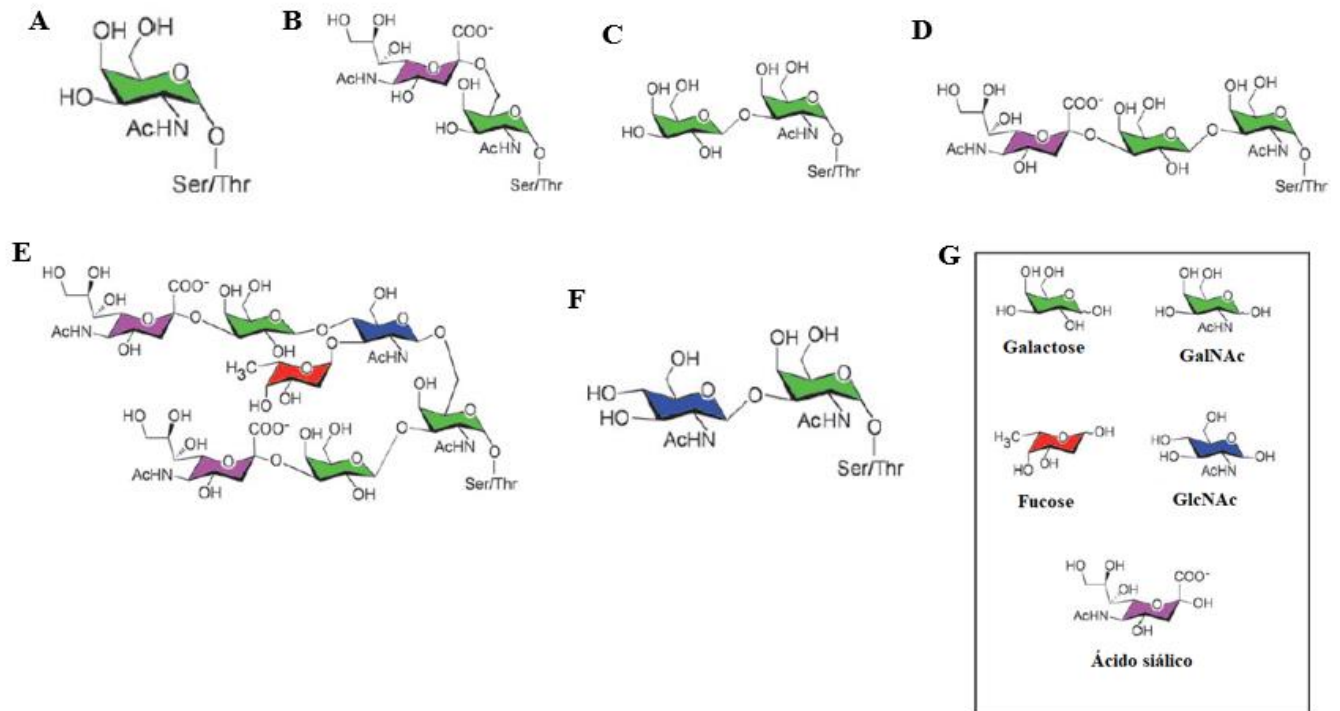 A
OH
OH
O
HO
AcHN
O
Ser/Thr
B
HO OH
COO⁻
OH
O
O
AcHN
HO
OH
OH
O
HO
AcHN
O
Ser/Thr
C
OH OH
OH OH
O
O
O
HO
HO
OH
AcHN
O
Ser/Thr
D
HO OH
COO⁻
OH OH
OH OH
OH
O
O
O
O
O
AcHN
OH
OH
AcHN
O
Ser/Thr
E
HO OH
COO⁻
OH OH
OH
OH
O
O
O
O
O
O
AcHN
OH
OH
O
AcHN
H₃C
O
HO OH
OH
OH
HO OH
COO⁻
OH OH
O
O
OH
O
O
O
AcHN
AcHN
O
OH
OH
Ser/Thr
F
OH OH
OH
O
HO
O
O
HO
AcHN
AcHN
O
Ser/Thr
G
OH OH
O
HO
OH
OH
Galactose
OH OH
O
HO
OH
AcHN
GalNAc
H₃C
O
OH
HO OH
Fucose
OH
HO
O
HO
OH
AcHN
GlcNAc
HO OH
COO⁻
OH
O
OH
AcHN
OH
Ácido siálico